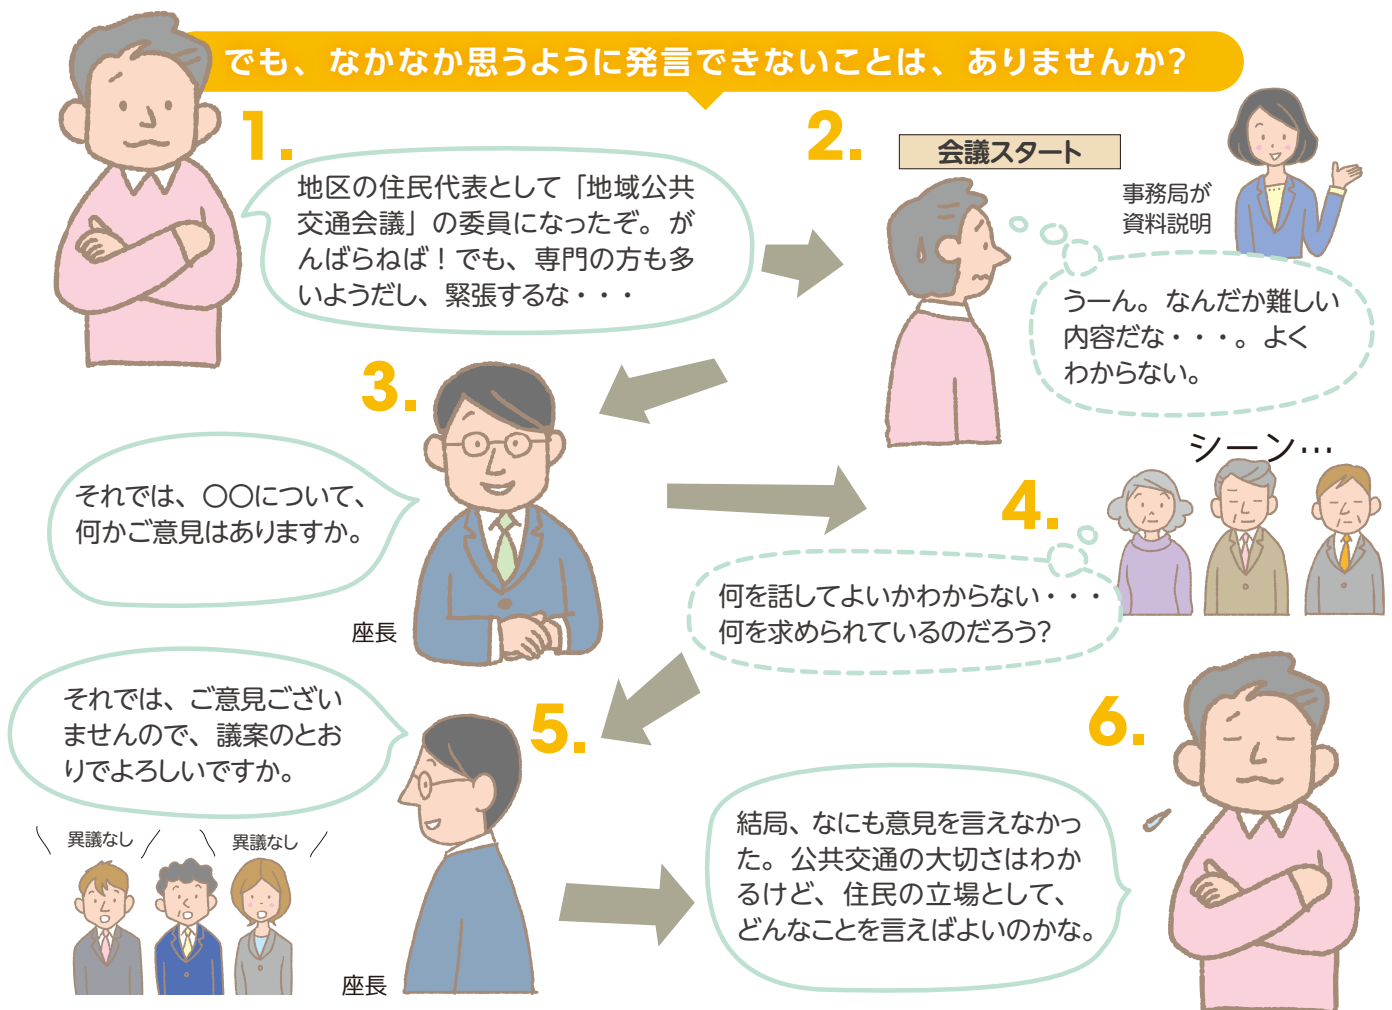 でも、なかなか思うように発言できないことは、ありませんか?
1.
地区の住民代表として「地域公共
交通会議」の委員になったぞ。が
んばらねば!でも、専門の方も多
いようだし、緊張するな・・・
2.
会議スタート
事務局が
資料説明
うーん。なんだか難しい
内容だな・・・。よく
わからない。
3.
それでは、〇〇について、
何かご意見はありますか。
座長
シーン…
4.
何を話してよいかわからない・・・
何を求められているのだろう?
5.
それでは、ご意見ござい
ませんので、議案のとお
りでよろしいですか。
異議なし
異議なし
座長
6.
結局、なにも意見を言えなかっ
た。公共交通の大切さはわか
るけど、住民の立場として、
どんなことを言えばよいのかな。